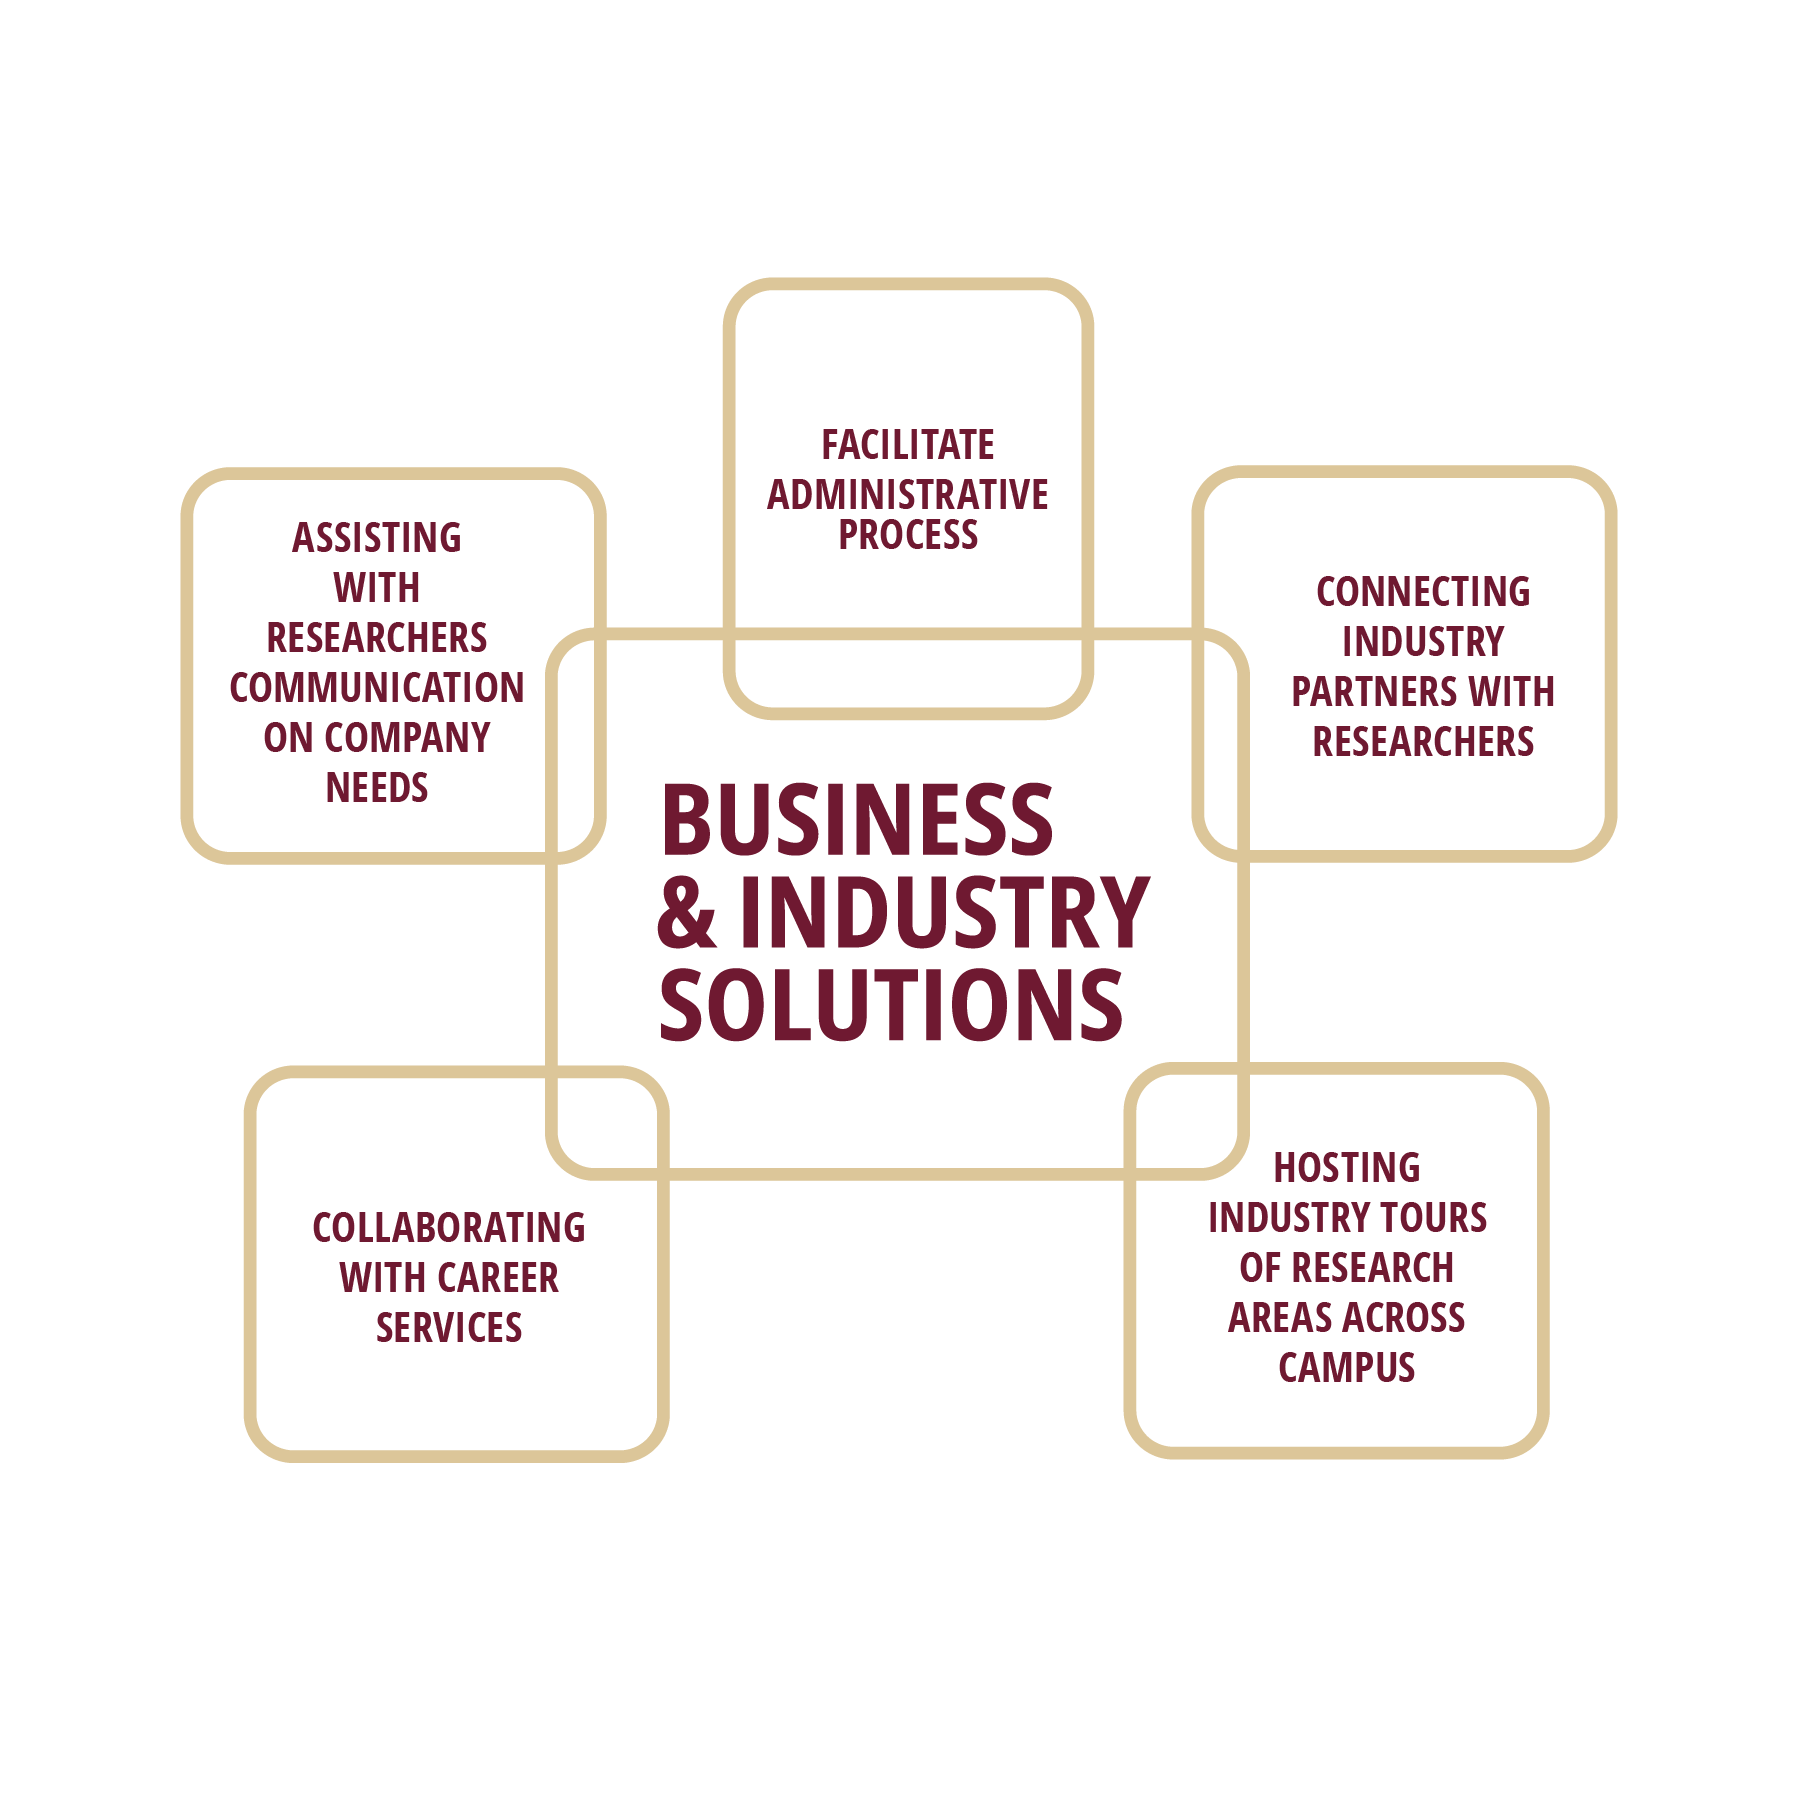 FACILITATE
ADMINISTRATIVE
PROCESS
ASSISTING
WITH
RESEARCHERS
COMMUNICATION
ON COMPANY
NEEDS
CONNECTING
INDUSTRY
PARTNERS WITH
RESEARCHERS
BUSINESS
& INDUSTRY
SOLUTIONS
COLLABORATING
WITH CAREER
SERVICES
HOSTING
INDUSTRY TOURS
OF RESEARCH
AREAS ACROSS
CAMPUS